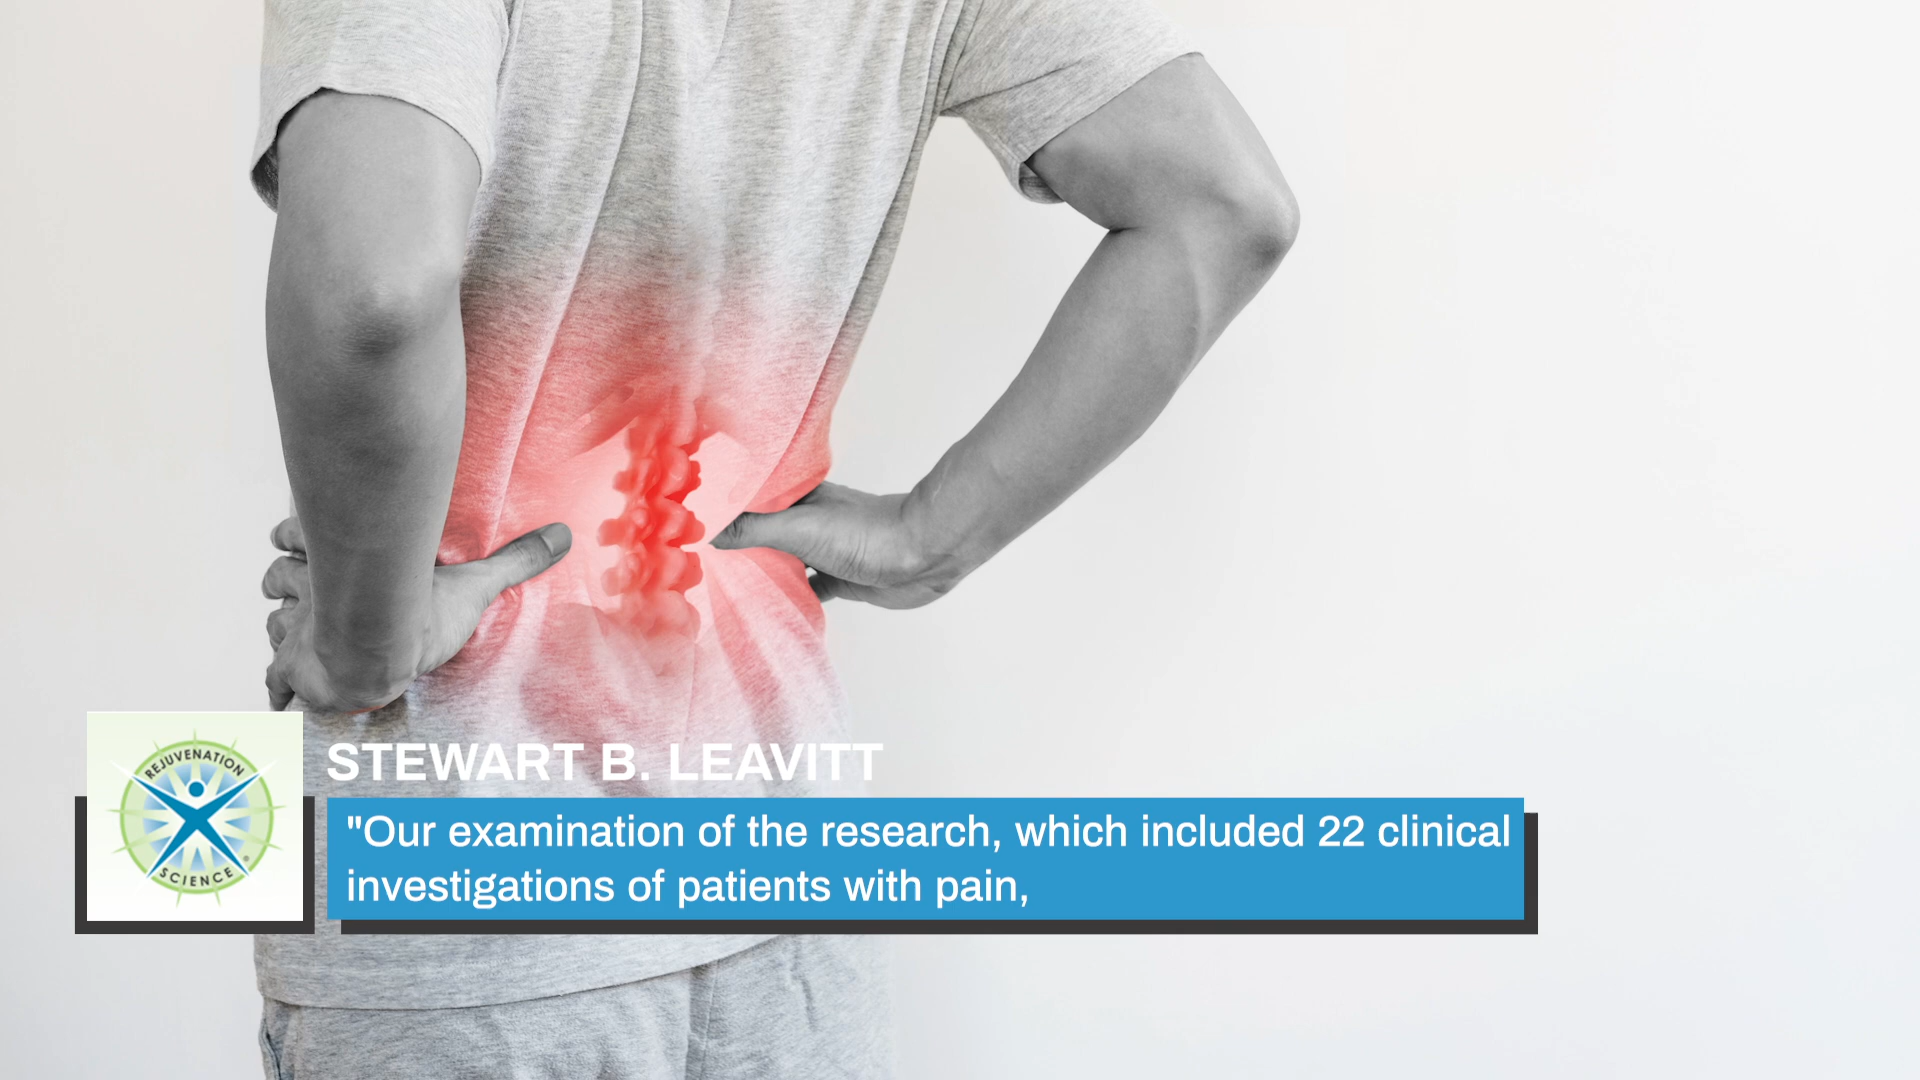 REJUVENATION
SCIENCE
®
STEWART B. LEAVITT
"Our examination of the research, which included 22 clinical
investigations of patients with pain,